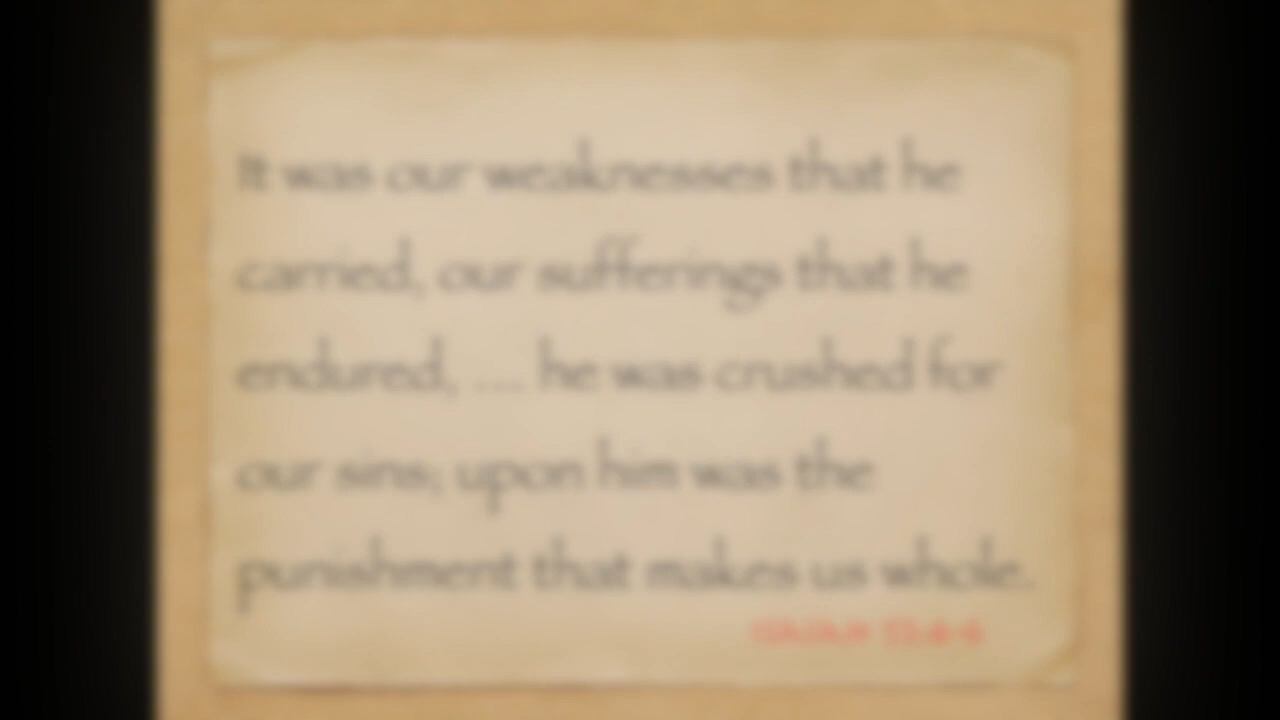 It was our weaknesses that he
carried, our sufferings that he
endured, .... he was crushed for
our sins; upon him was the
punishment that makes us whole.
ISAIAH